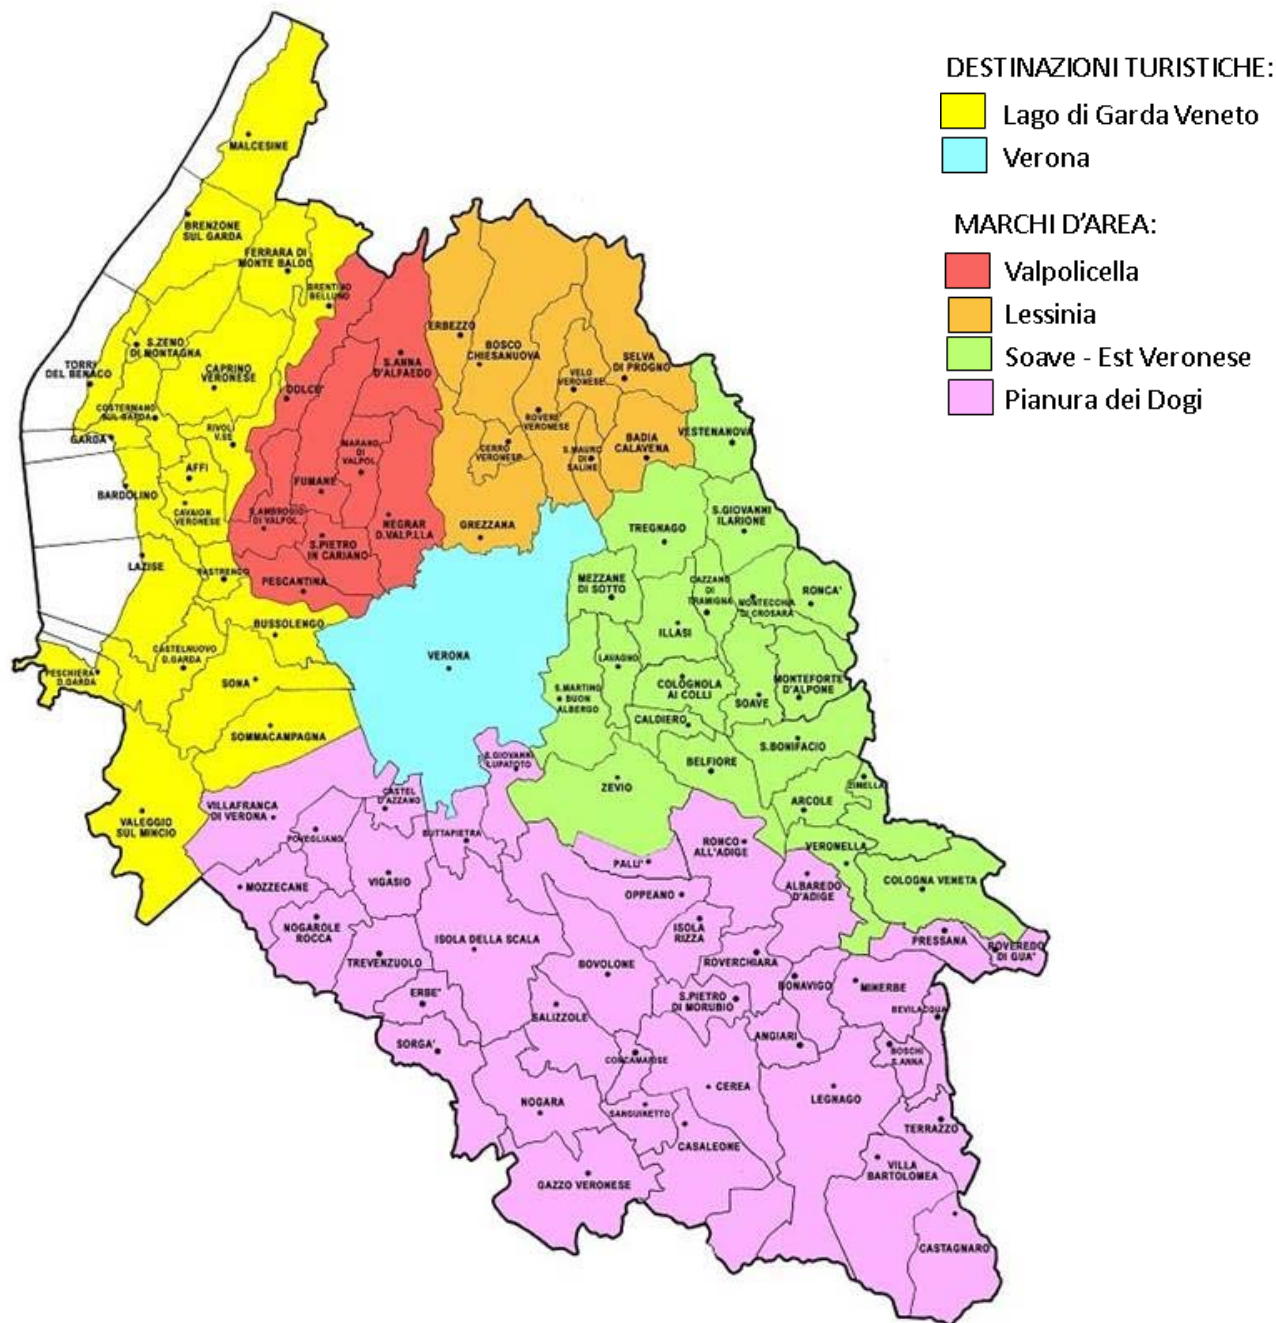 DESTINAZIONI TURISTICHE:
Lago di Garda Veneto
Verona
MARCHI D'AREA:
Valpolicella
Lessinia
Soave - Est Veronese
Pianura dei Dogi
MALCESINE
BRENZONE
SUL GARDA
FERRARA DI
MONTE BALDO
BRENTINO
BELLUNO
S.ZENO
DI MONTAGNA
TORRI
DEL BENACO
CAPRINO
VERONESE
COSTERMANO
SUL GARDA
RIVOLI
V.SE
GARDA
AFFI
BARDOLINO
CAVAION
VERONESE
LAZISE
PASTRENGO
BUSSOLENGO
CASTELNUOVO
D.GARDA
PESCHIERA
D.GARDA
SONA
SOMMACAMPAGNA
VALEGGIO
SUL MINCIO
DOLCE'
S.ANNA
D'ALFAEDO
MARANO
DI
VALPOL.
FUMANE
S.AMBROGIO
DI VALPOL.
S.PIETRO
IN CARIANO
NEGRAR
D.VALP.LLA
PESCANTINA
ERBEZZO
BOSCO
CHIESANUOVA
VELO
VERONESE
SELVA
DI PROGNO
ROVERE
VERONESE
CERRO
VERONESE
S.MAURO
DI
SALINE
BADIA
CALAVENA
GREZZANA
VERONA
VESTENANOVA
TREGNAGO
S.GIOVANNI
ILARIONE
MEZZANE
DI SOTTO
CAZZANO
DI
TRAMIGNA
MONTECCHIA
DI CROSARA
RONCA'
ILLASI
LAVAGNO
S.MARTINO
BUON
ALBERGO
COLOGNOLA
AI COLLI
SOAVE
MONTEFORTE
D'ALPONE
CALDIERO
S.BONIFACIO
BELFIORE
ZEVIO
ARCOLE
ZIMELLA
VERONELLA
COLOGNA VENETA
S.GIOVANNI
LUPATOTO
CASTEL
D'AZZANO
VILLAFRANCA
DI VERONA
POVEGLIANO
BUTTAPIETRA
VIGASIO
MOZZECANE
NOGAROLE
ROCCA
TREVENZUOLO
ISOLA DELLA SCALA
ERBE'
SORGA'
PALU'
RONCO
ALL'ADIGE
OPPEANO
ALBAREDO
D'ADIGE
ISOLA
RIZZA
BOVOLONE
ROVERCHIARA
PRESSANA
ROVEREDO
DI GUA'
BONAVIGO
MINERBE
S.PIETRO
DI MORUBIO
SALIZZOLE
BEVILACQUA
ANGIARI
BOSCHI
S.ANNA
CONCAMARISE
CEREA
LEGNAGO
NOGARA
SANGUINETTO
CASALEONE
TERRAZZO
GAZZO VERONESE
VILLA
BARTOLOMEA
CASTAGNARO